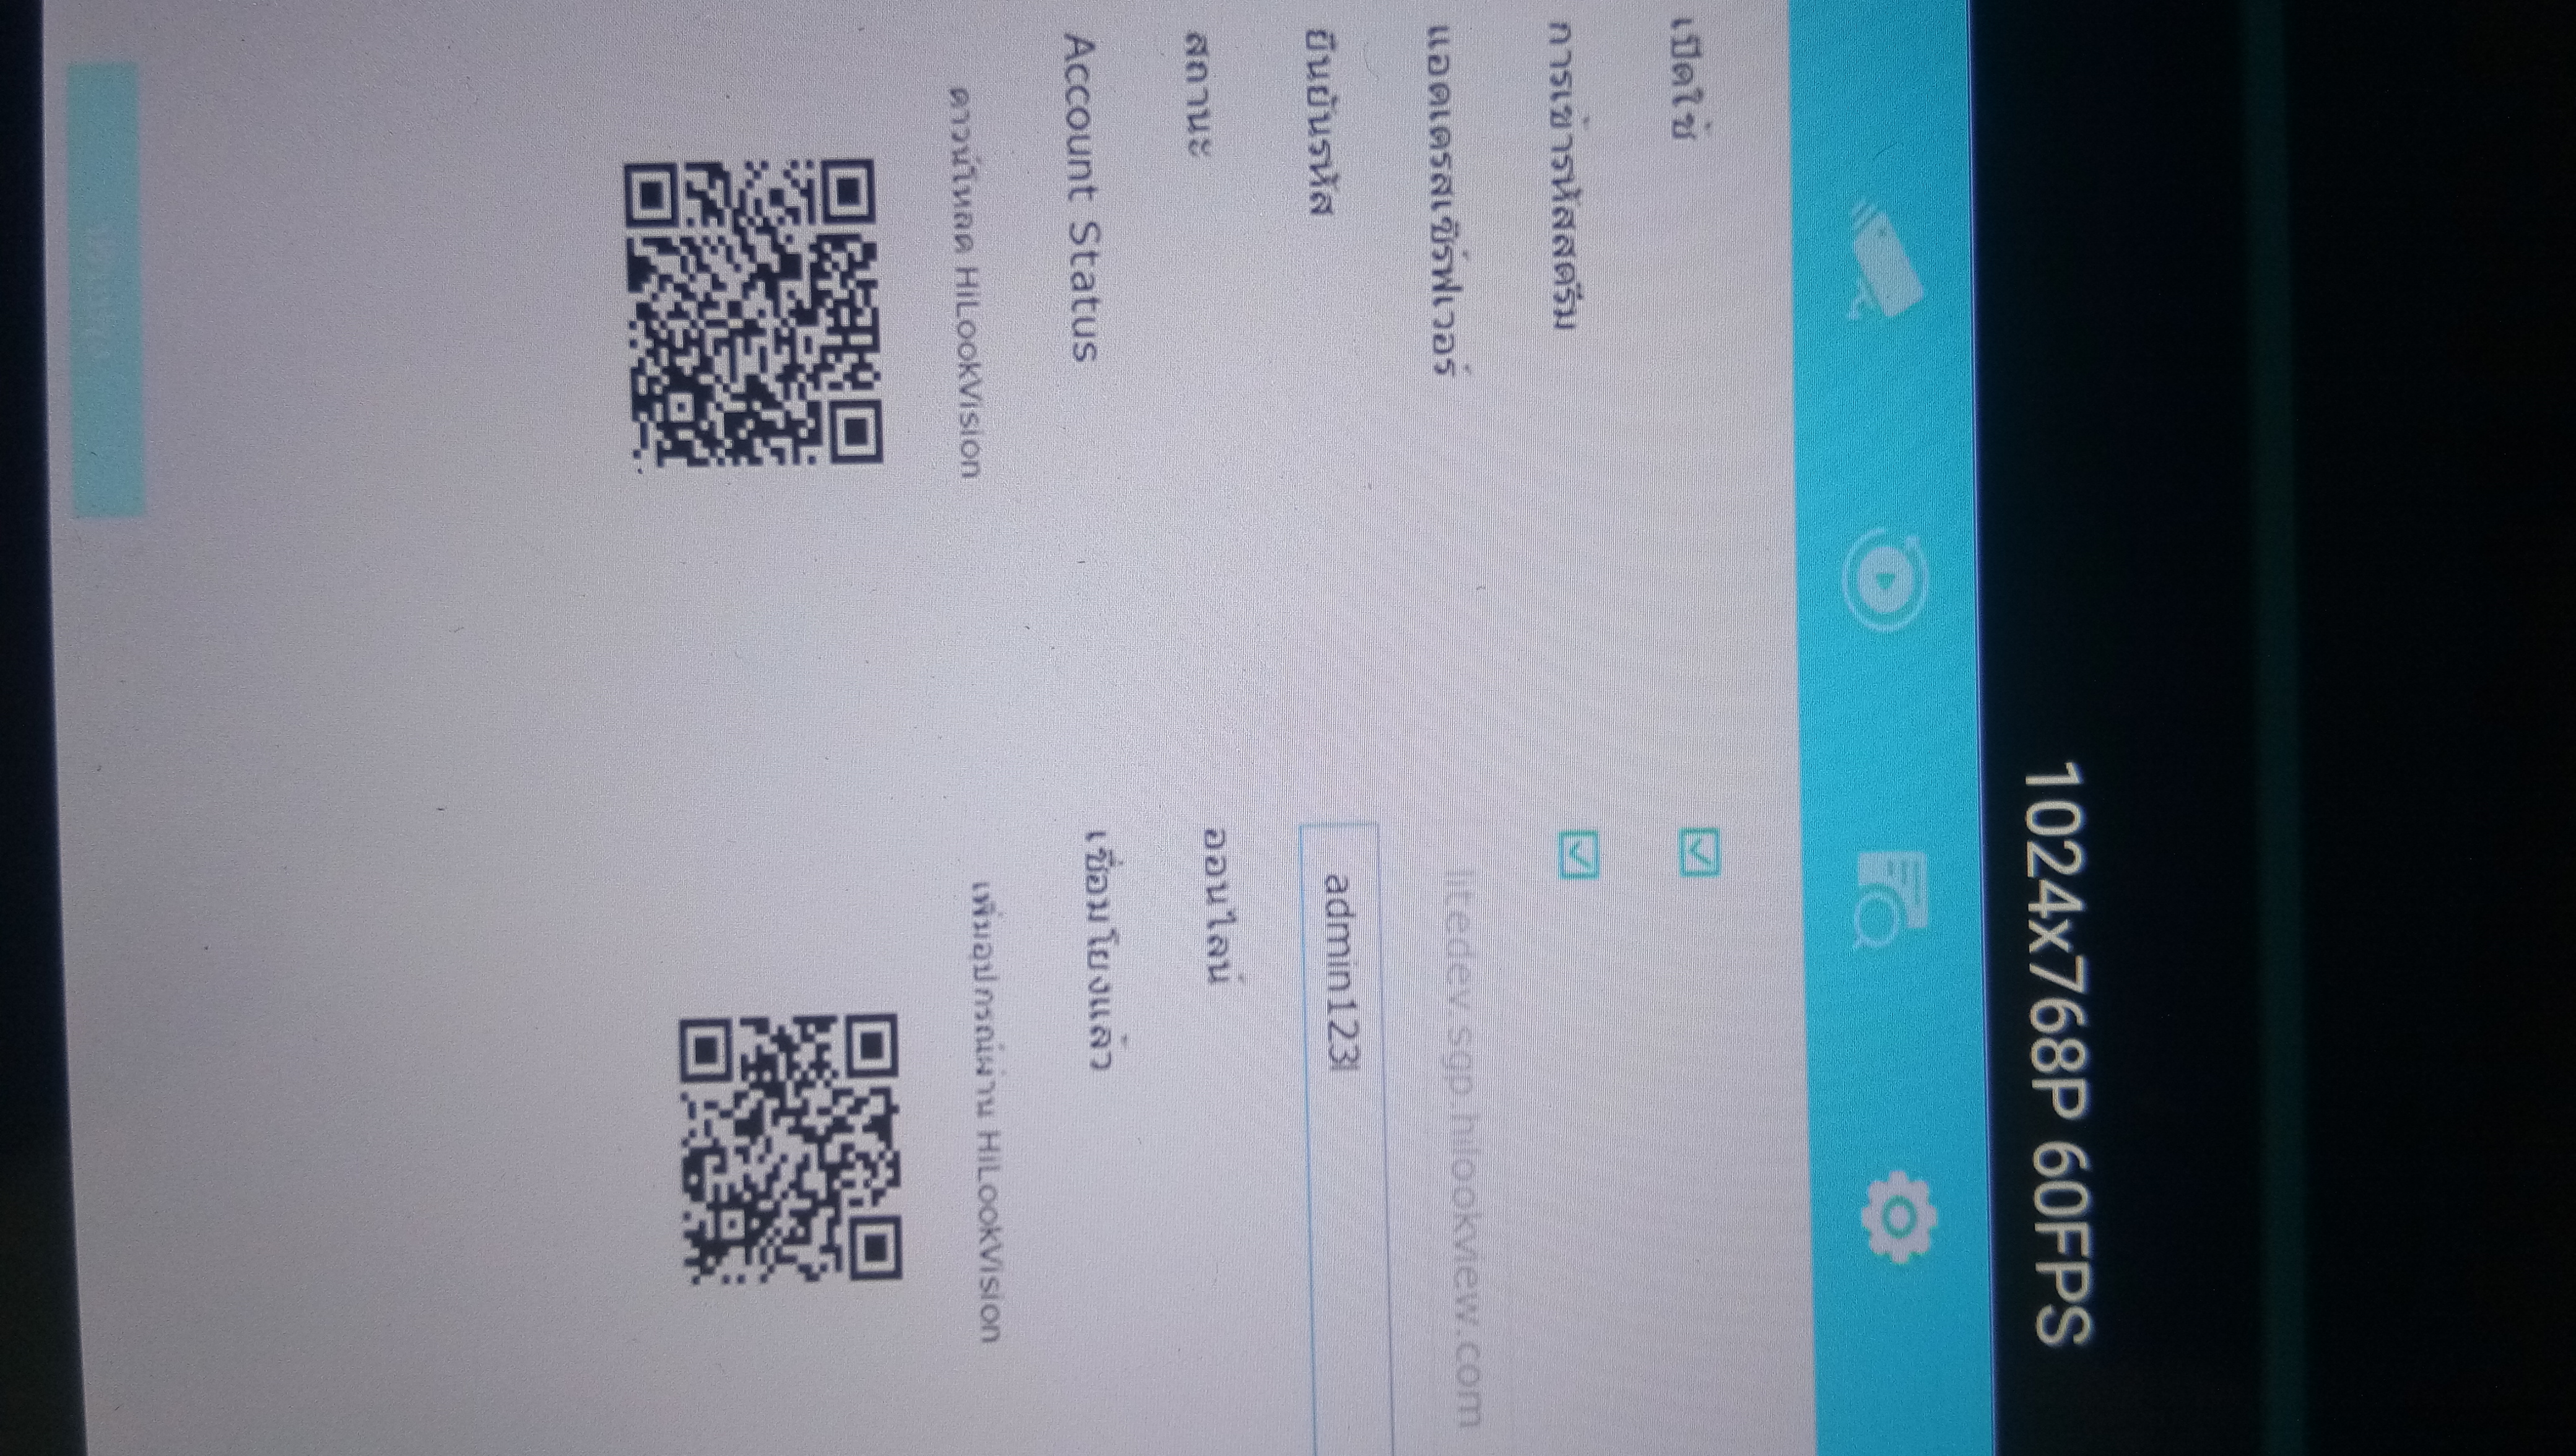 1024x768P 60FPS
เปิดใช้
การเข้ารหัสสตรีม
แอดเดรสเซิร์ฟเวอร์ litedev.sgp.hilookview.com
ยืนยันรหัส admin123
สถานะ ออนไลน์
Account Status เชื่อมโยงแล้ว
ดาวน์โหลด HiLookVision เพิ่มอุปกรณ์ผ่าน HiLookVision